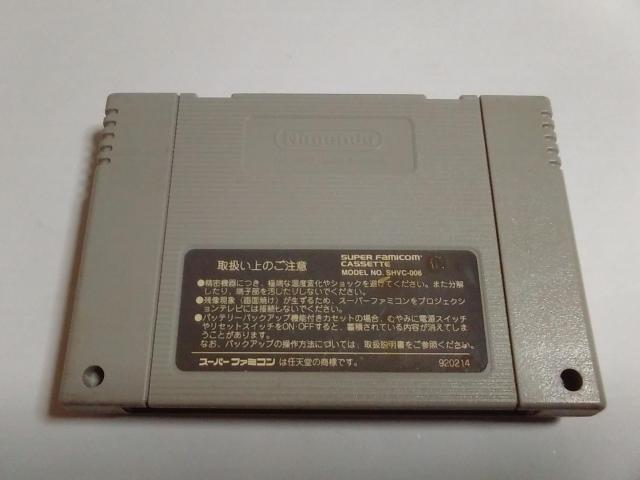 Nintendo
取扱い上のご注意
SUPER FAMICOM
CASSETTE
MODEL NO. SHVC-006
●精密機器につき、極端な温度変化やショックを避けてください。また分解
したり、端子部を汚したりしないでください。
●残像現象（画面焼け）が生ずるため、スーパーファミコンをプロジェクシ
ョンテレビには接続しないでください。
●バッテリーバックアップ機能付きカセットの場合、むやみに電源スイッチ
やリセットスイッチをON・OFFすると、蓄積されている内容が消えてしま
うことがあります。
なお、バックアップの操作方法については、取扱説明書をご参照ください。
スーパーファミコン は任天堂の商標です。
920214